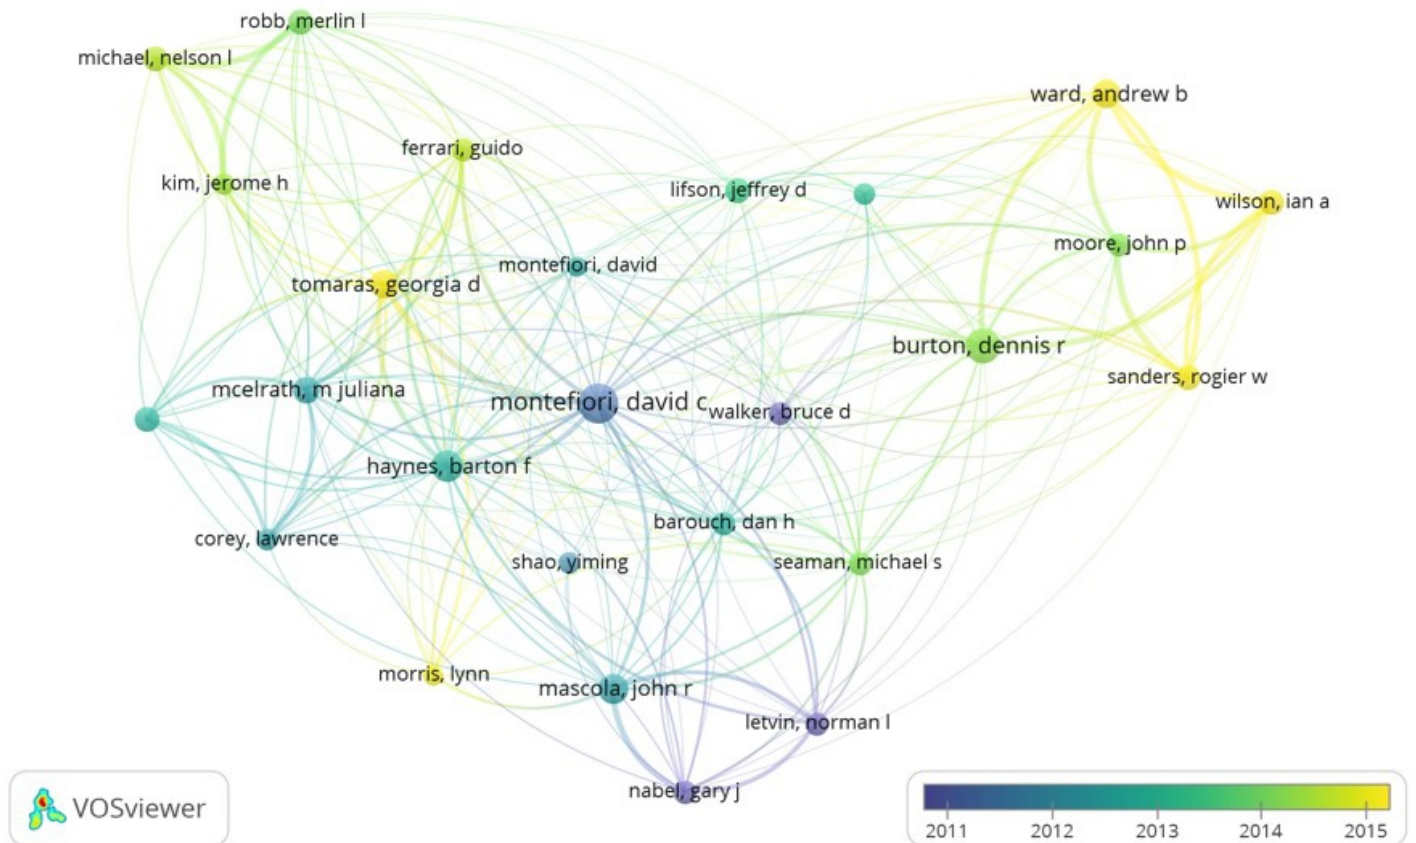 robb, merlin l
michael, nelson l
ward, andrew b
ferrari, guido
kim, jerome h
lifson, jeffrey d
wilson, ian a
moore, john p
montefiori, david
tomaras, georgia d
burton, dennis r
sanders, rogier w
mcelrath, m juliana
montefiori, david c
walker, bruce d
haynes, barton f
barouch, dan h
corey, lawrence
shao, yiming
seaman, michael s
morris, lynn
mascola, john r
letvin, norman l
nabel, gary j
VOSviewer
2011 2012 2013 2014 2015